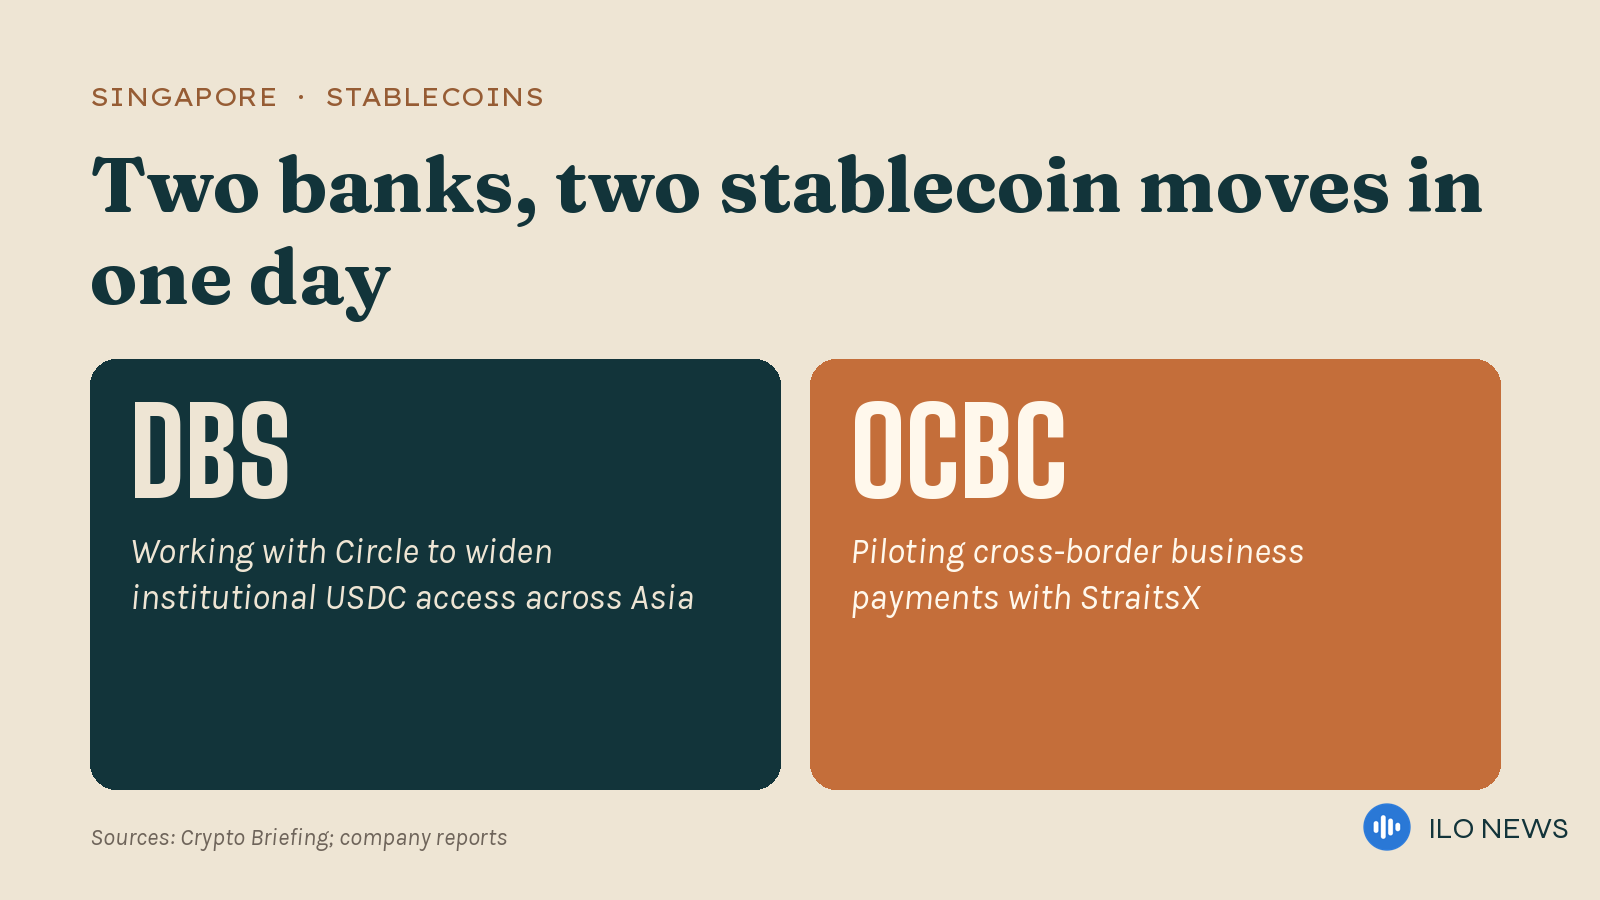 SINGAPORE · STABLECOINS
Two banks, two stablecoin moves in
one day
DBS
Working with Circle to widen
institutional USDC access across Asia
OCBC
Piloting cross-border business
payments with StraitsX
Sources: Crypto Briefing; company reports
ILO NEWS